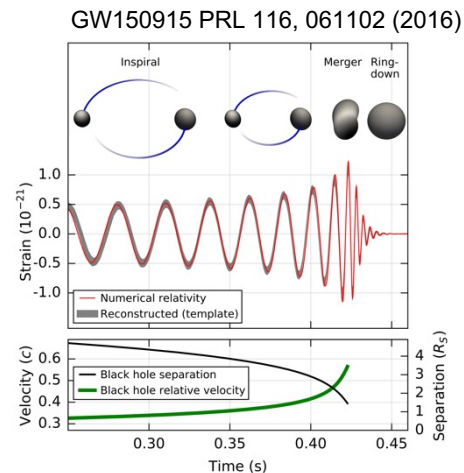 GW150915 PRL 116, 061102 (2016)
Inspiral
Merger Ring-
down
Strain (10⁻²¹)
1.0
0.5
0.0
-0.5
-1.0
Numerical relativity
Reconstructed (template)
Velocity (c)
0.6
0.5
0.4
0.3
Black hole separation
Black hole relative velocity
4
3
2
1
0
Separation (R_S)
0.30 0.35 0.40 0.45
Time (s)